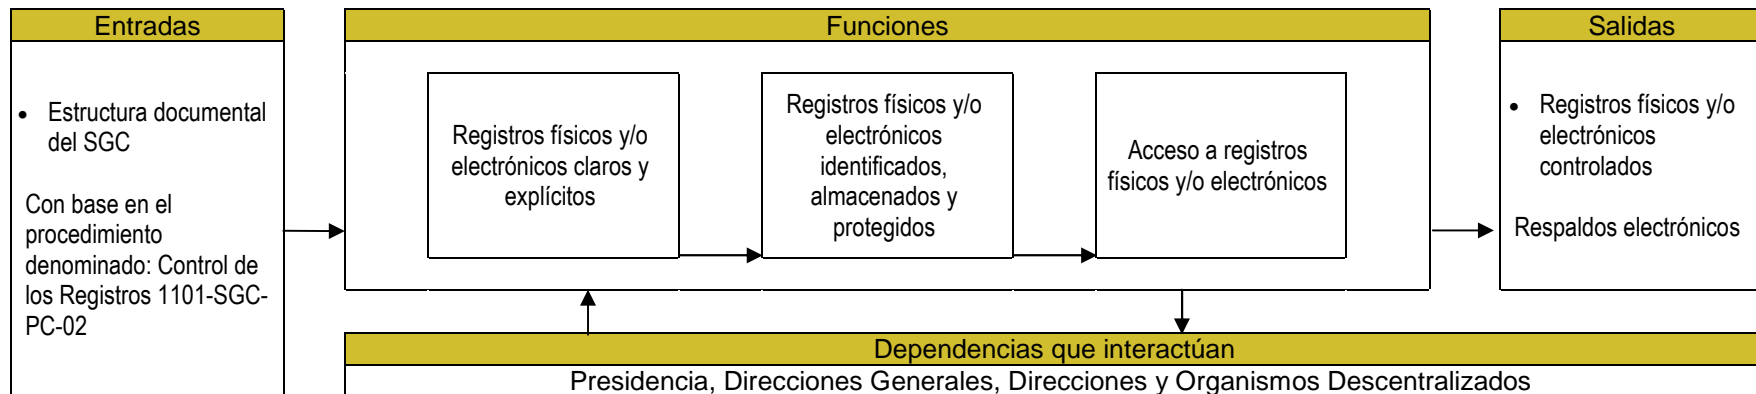 Entradas
• Estructura documental
del SGC
Con base en el
procedimiento
denominado: Control de
los Registros 1101-SGC-
PC-02
Funciones
Registros físicos y/o
electrónicos claros y
explícitos
Registros físicos y/o
electrónicos
identificados,
almacenados y
protegidos
Acceso a registros
físicos y/o electrónicos
Salidas
• Registros físicos y/o
electrónicos
controlados
Respaldos electrónicos
Dependencias que interactúan
Presidencia, Direcciones Generales, Direcciones y Organismos Descentralizados